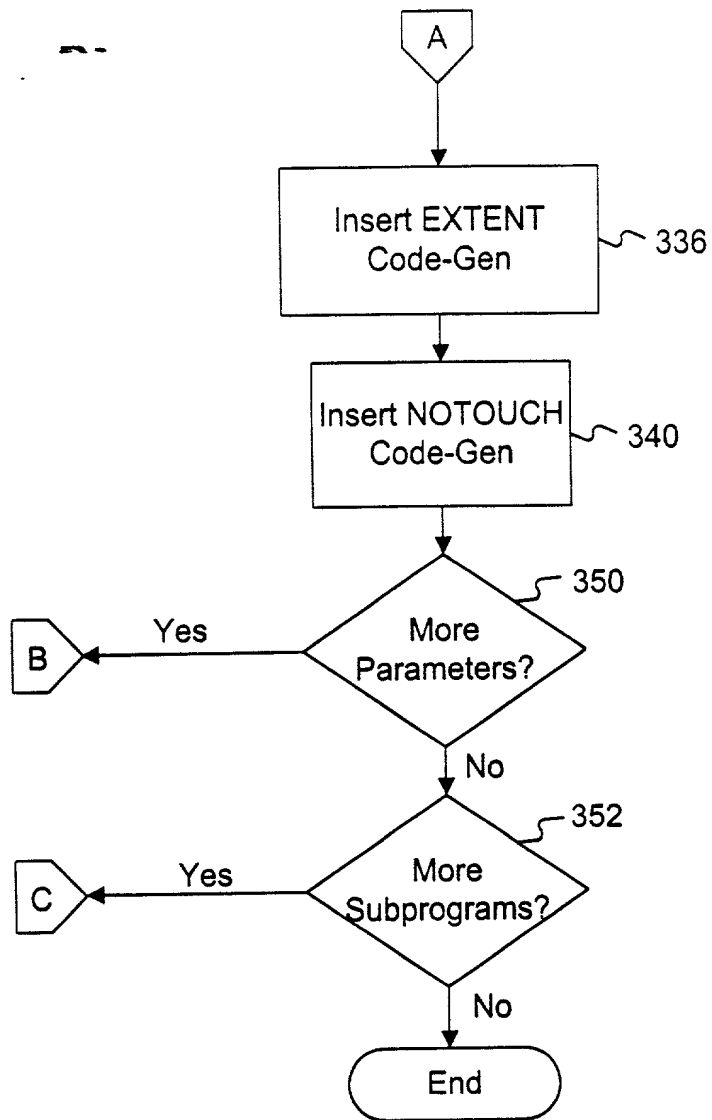 A
Insert EXTENT
Code-Gen
336
Insert NOTOUCH
Code-Gen
340
350
More
Parameters?
Yes
B
No
352
More
Subprograms?
Yes
C
No
End